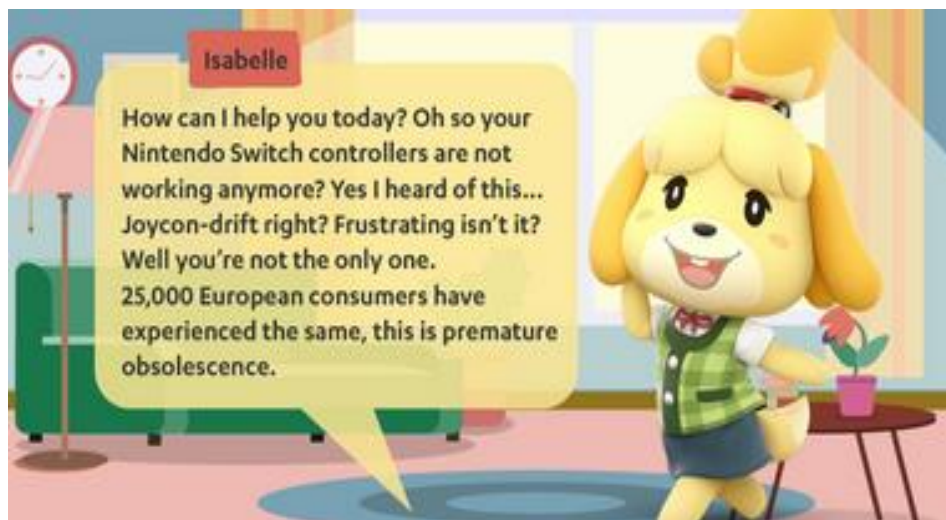 Isabelle
How can I help you today? Oh so your
Nintendo Switch controllers are not
working anymore? Yes I heard of this...
Joycon-drift right? Frustrating isn't it?
Well you're not the only one.
25,000 European consumers have
experienced the same, this is premature
obsolescence.